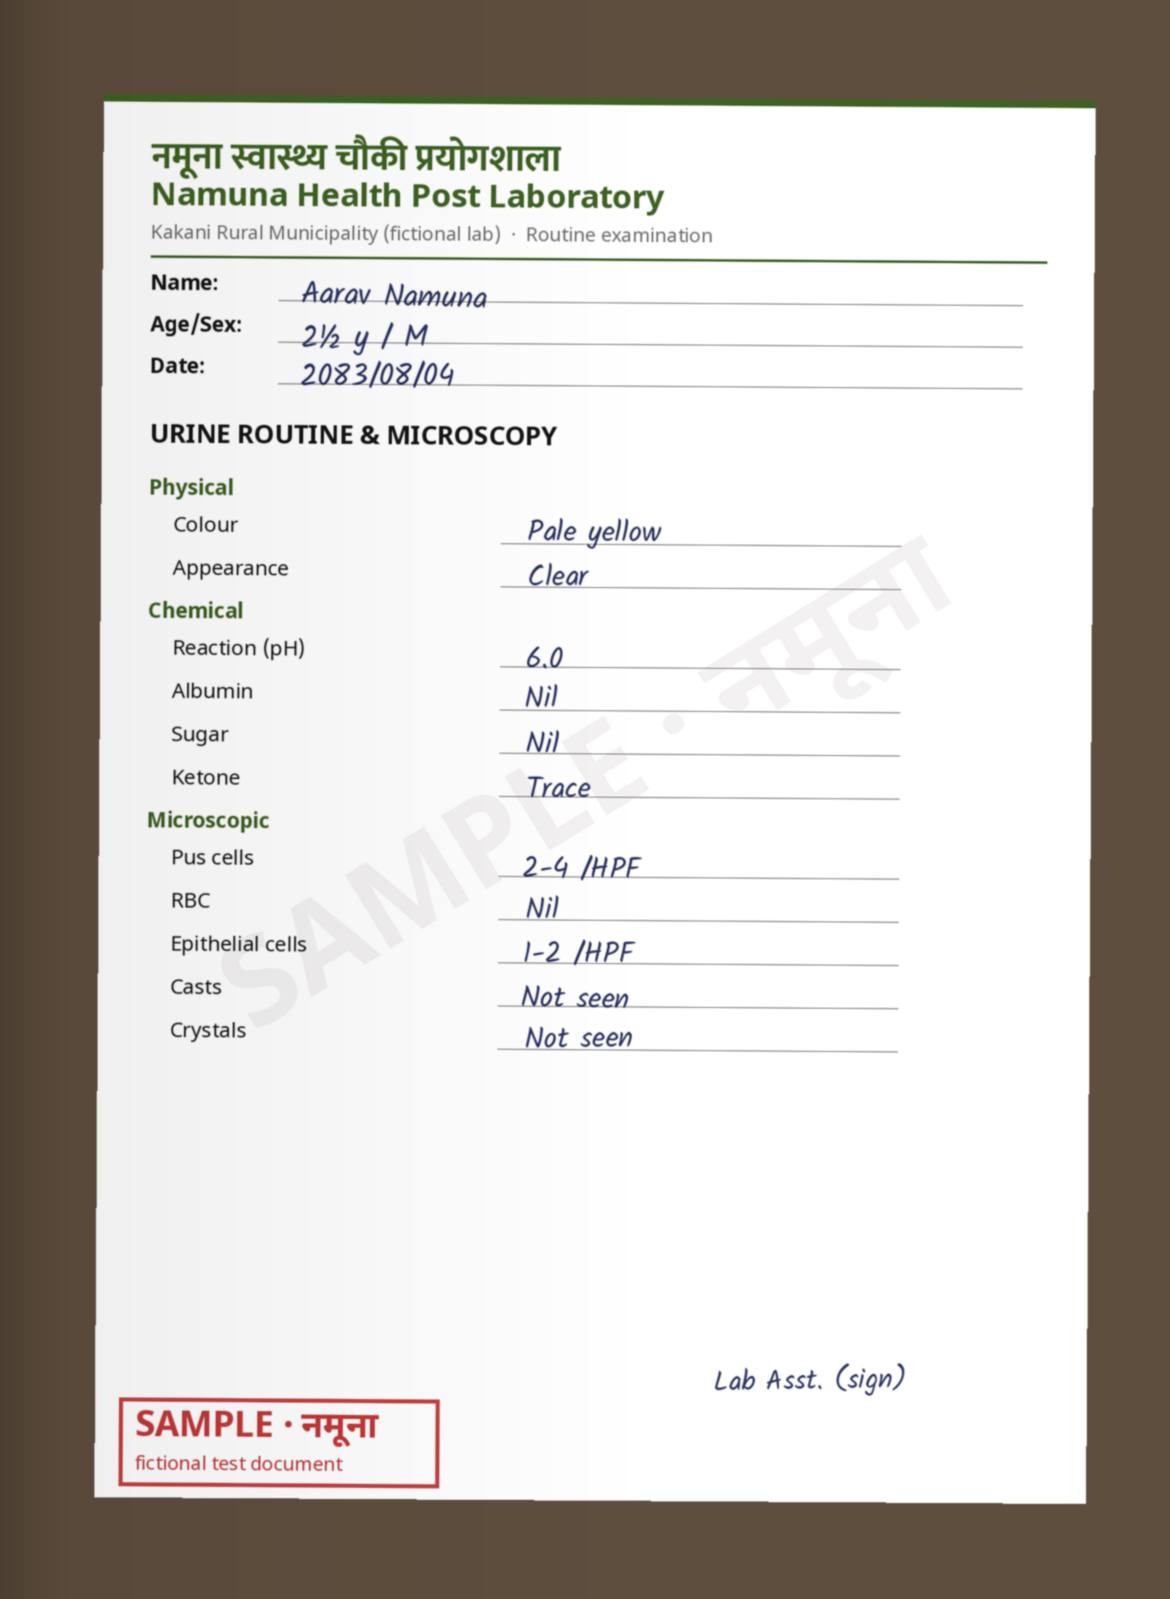 नमूना स्वास्थ्य चौकी प्रयोगशाला
Namuna Health Post Laboratory
Kakani Rural Municipality (fictional lab) · Routine examination
Name: Aarav Namuna
Age/Sex: 2½ y / M
Date: 2083/08/04
URINE ROUTINE & MICROSCOPY
Physical
Colour Pale yellow
Appearance Clear
Chemical
Reaction (pH) 6.0
Albumin Nil
Sugar Nil
Ketone Trace
Microscopic
Pus cells 2-4 /HPF
RBC Nil
Epithelial cells 1-2 /HPF
Casts Not seen
Crystals Not seen
SAMPLE · नमूना
Lab Asst. (sign)
SAMPLE · नमूना
fictional test document